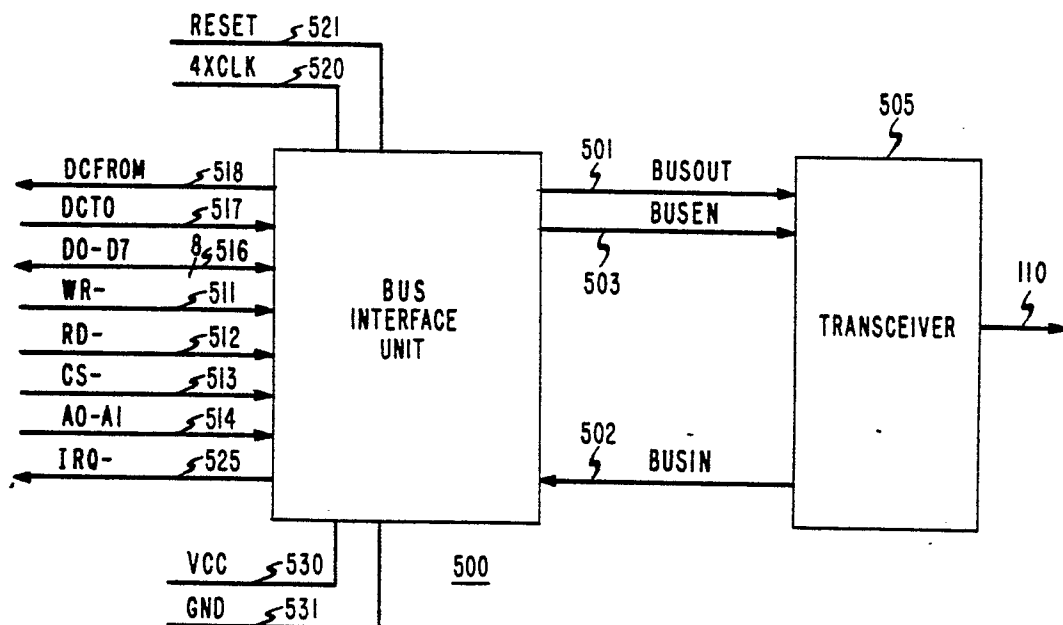 RESET 521
4XCLK 520
505
501
BUSOUT
DCFROM 518
DCTO 517
BUSEN
503
DO-D7 8 516
WR- 511
BUS
INTERFACE
UNIT
110
TRANSCEIVER
RD- 512
CS- 513
AO-A1 514
IRQ- 525
502
BUSIN
VCC 530
500
GND 531